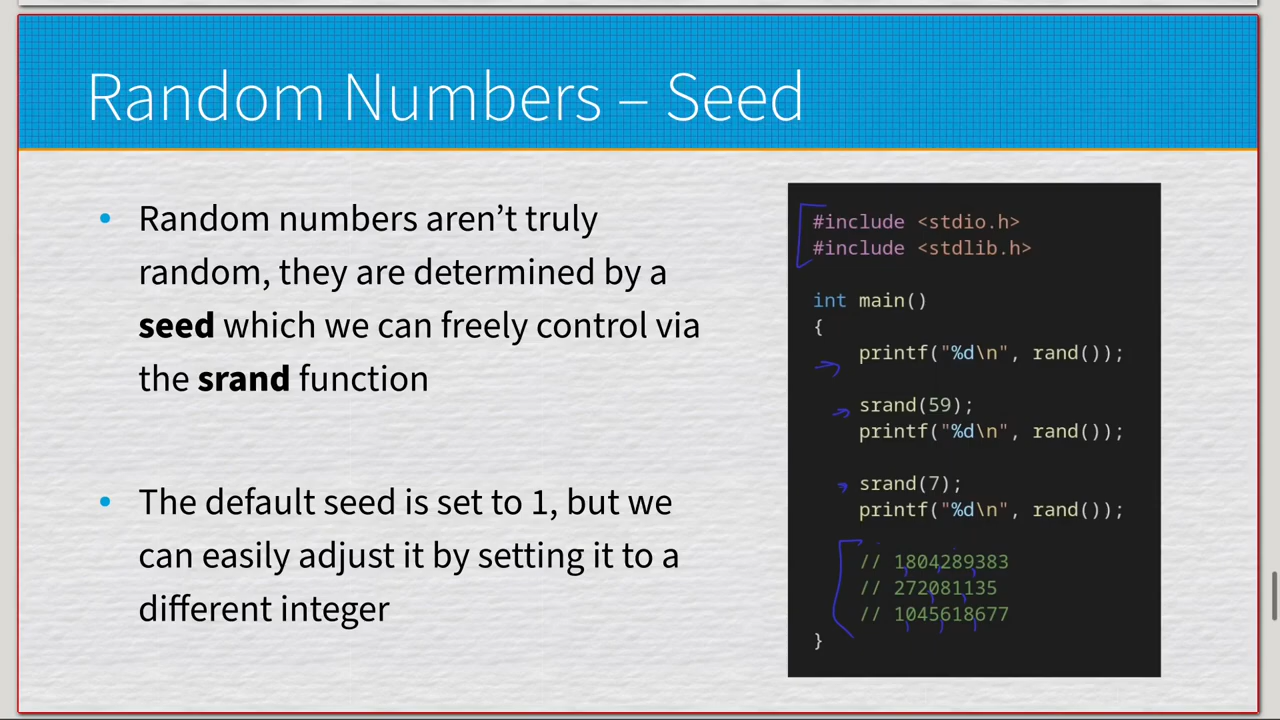 Random Numbers – Seed
Random numbers aren’t truly
random, they are determined by a
seed which we can freely control via
the srand function
The default seed is set to 1, but we
can easily adjust it by setting it to a
different integer
#include <stdio.h>
#include <stdlib.h>
int main()
{
printf("%d\n", rand());
srand(59);
printf("%d\n", rand());
srand(7);
printf("%d\n", rand());
// 1804289383
// 272081135
// 1045618677
}